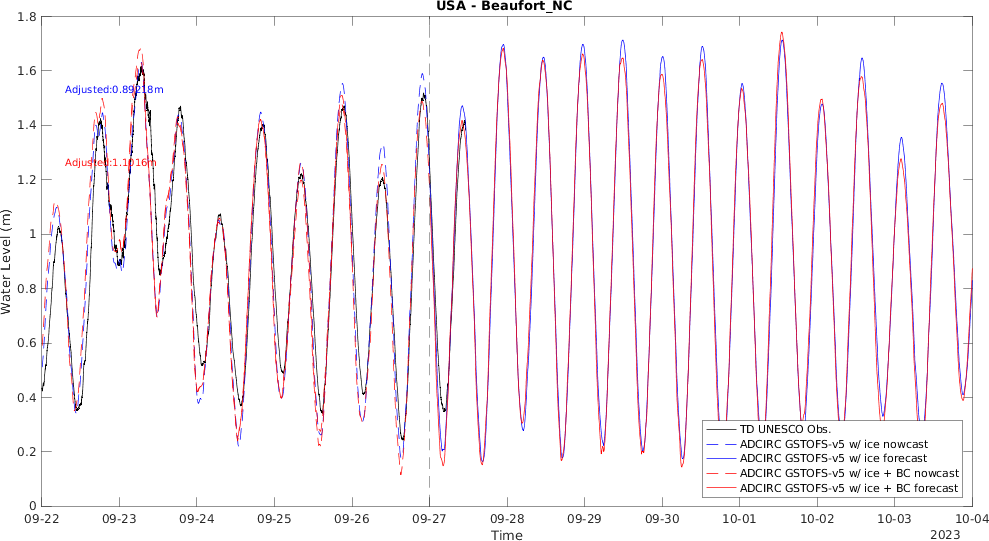 USA - Beaufort_NC
1.8
1.6
1.4
1.2
1
0.8
0.6
0.4
0.2
0
Water Level (m)
Adjusted:0.89218m
Adjusted:1.1016m
TD UNESCO Obs.
ADCIRC GSTOFS-v5 w/ ice nowcast
ADCIRC GSTOFS-v5 w/ ice forecast
ADCIRC GSTOFS-v5 w/ ice + BC nowcast
ADCIRC GSTOFS-v5 w/ ice + BC forecast
09-22 09-23 09-24 09-25 09-26 09-27 09-28 09-29 09-30 10-01 10-02 10-03 10-04
Time
2023